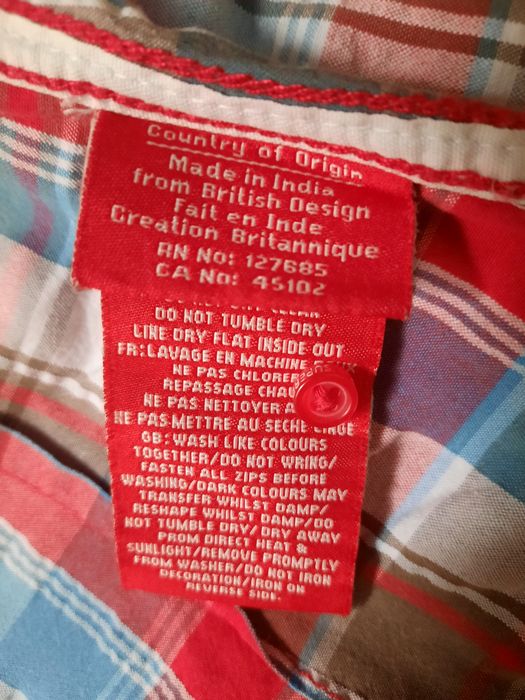 Country of Origin
Made in India
from British Design
Fait en Inde
Creation Britannique
RN No: 127685
CA No: 45102
DO NOT TUMBLE DRY
LINE DRY FLAT INSIDE OUT
FR:LAVAGE EN MACHINE
NE PAS CHLORER
REPASSAGE
NE PAS NETTOYER A
NE PAS METTRE AU SECHE LINGE
GB: WASH LIKE COLOURS
TOGETHER/DO NOT WRING/
FASTEN ALL ZIPS BEFORE
WASHING/DARK COLOURS MAY
TRANSFER WHILST DAMP/
RESHAPE WHILST DAMP/DO
NOT TUMBLE DRY/DRY AWAY
FROM DIRECT HEAT &
SUNLIGHT/REMOVE PROMPTLY
FROM WASHER/DO NOT IRON
DECORATION/IRON ON
REVERSE SIDE-